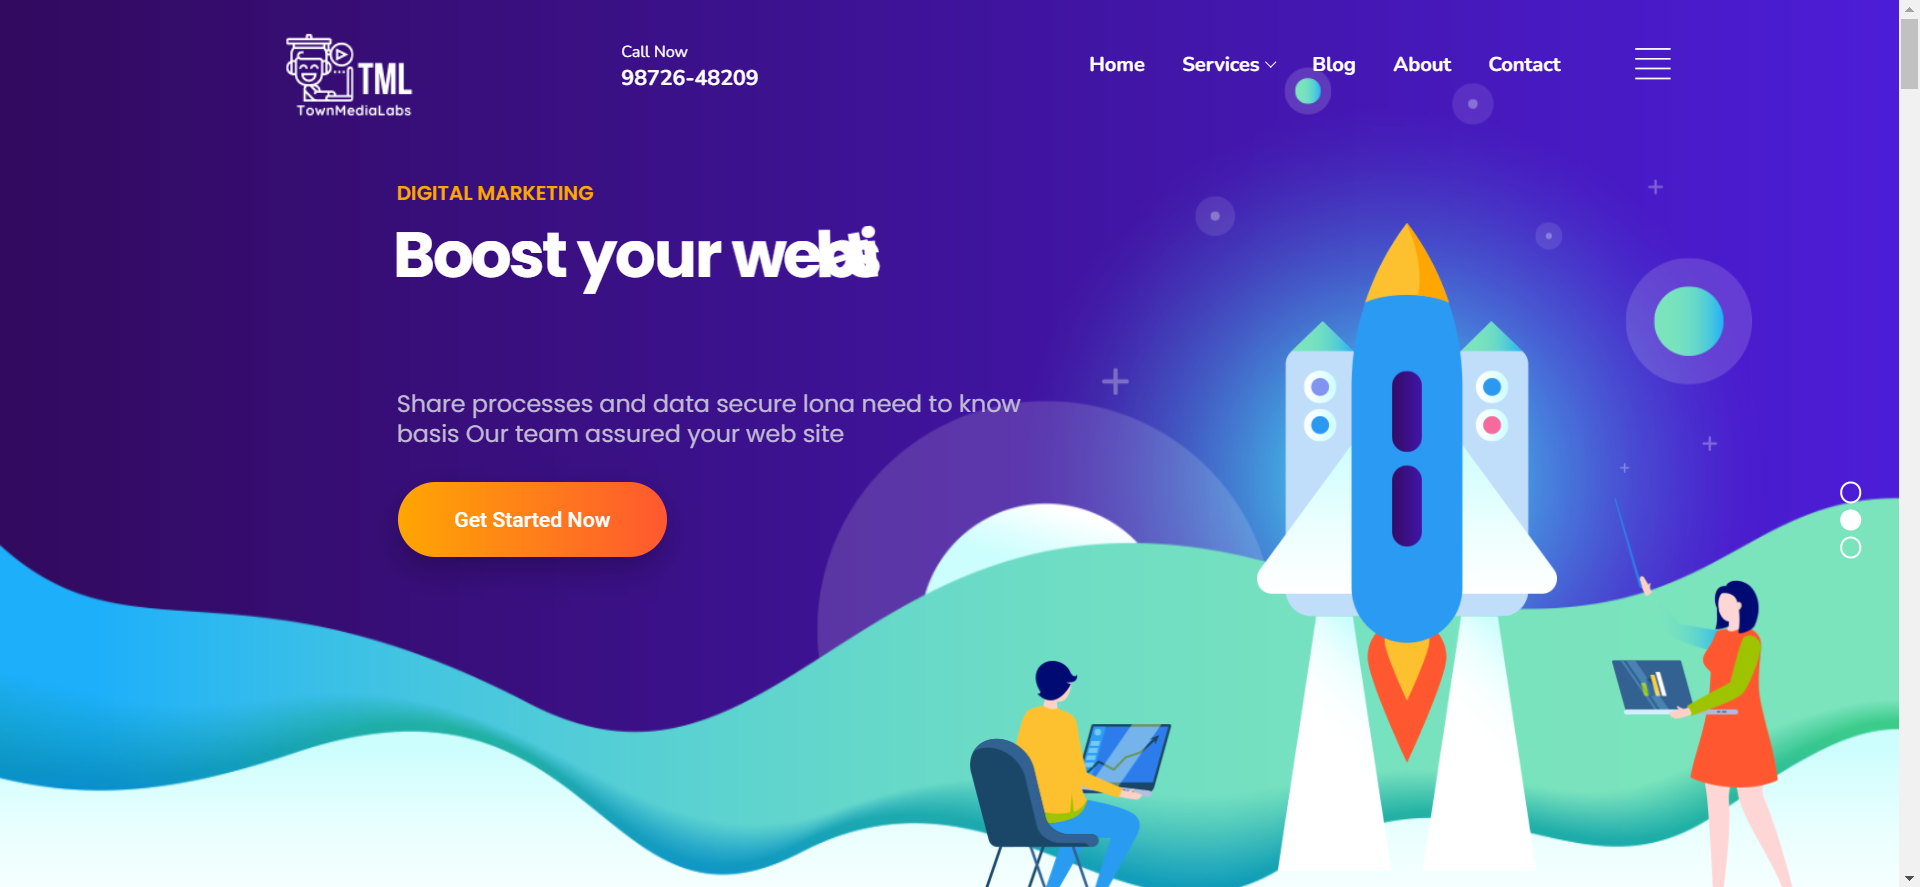 TML
TownMediaLabs
Call Now
98726-48209
Home Services Blog About Contact
DIGITAL MARKETING
Boost your
Share processes and data secure lona need to know
basis Our team assured your web site
Get Started Now